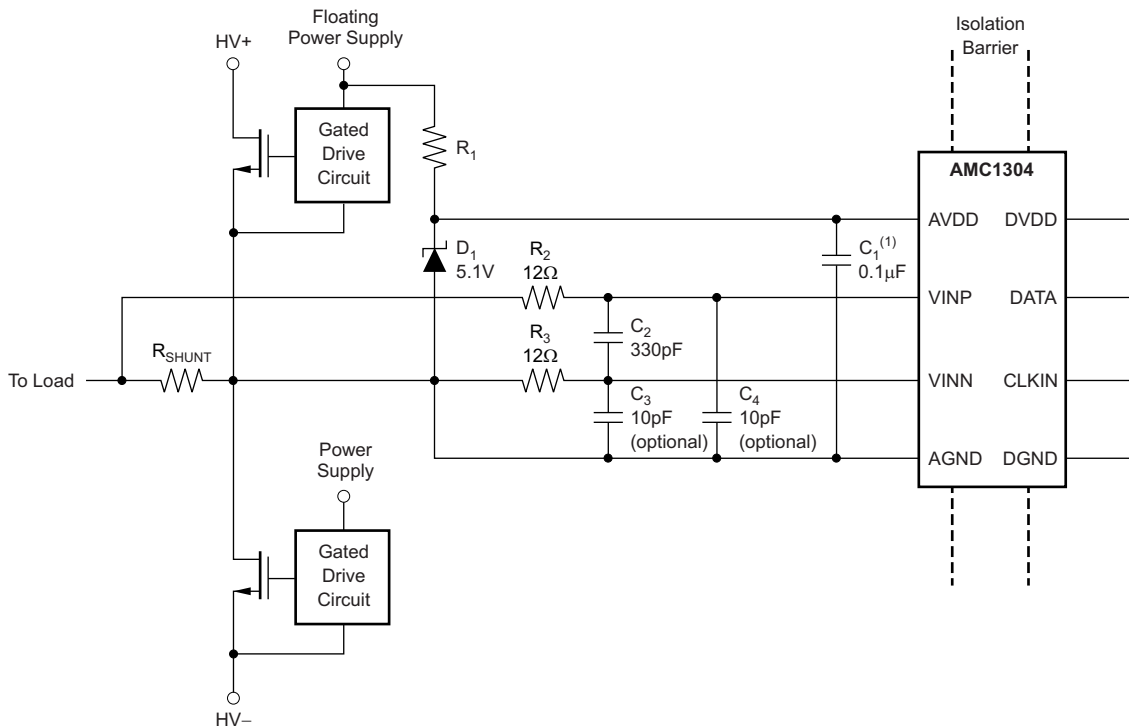 Floating
Power Supply
HV+
Isolation
Barrier
Gated
Drive
Circuit
R1
AMC1304
AVDD
DVDD
D1
5.1V
C1(1)
0.1μF
R2
12Ω
VINP
DATA
C2
330pF
R3
12Ω
RSHUNT
To Load
VINN
CLKIN
C3
10pF
(optional)
C4
10pF
(optional)
Power
Supply
AGND
DGND
Gated
Drive
Circuit
HV−